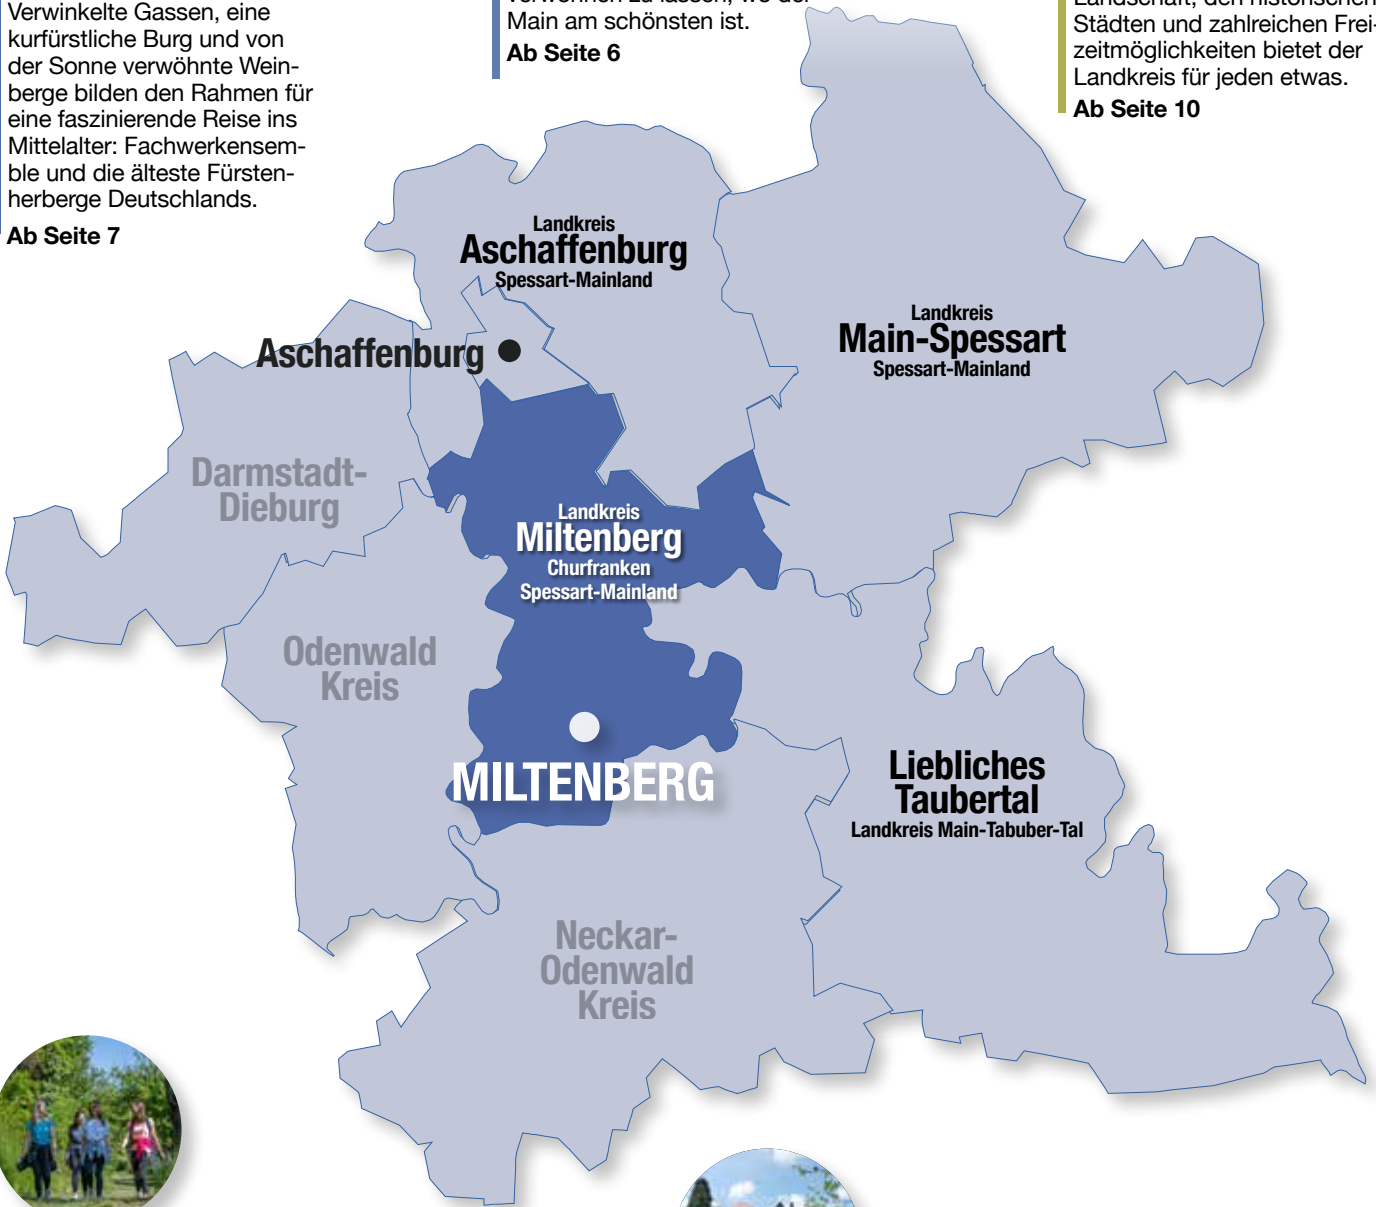 Verwinkelte Gassen, eine
kurfürstliche Burg und von
der Sonne verwöhnte Wein-
berge bilden den Rahmen für
eine faszinierende Reise ins
Mittelalter: Fachwerkensem-
ble und die älteste Fürsten-
herberge Deutschlands.
Ab Seite 7
Main am schönsten ist.
Ab Seite 6
Städten und zahlreichen Frei-
zeitmöglichkeiten bietet der
Landkreis für jeden etwas.
Ab Seite 10
Landkreis
Aschaffenburg
Spessart-Mainland
Aschaffenburg
Landkreis
Main-Spessart
Spessart-Mainland
Darmstadt-
Dieburg
Landkreis
Miltenberg
Churfranken
Spessart-Mainland
Odenwald
Kreis
MILTENBERG
Liebliches
Taubertal
Landkreis Main-Tabuber-Tal
Neckar-
Odenwald
Kreis